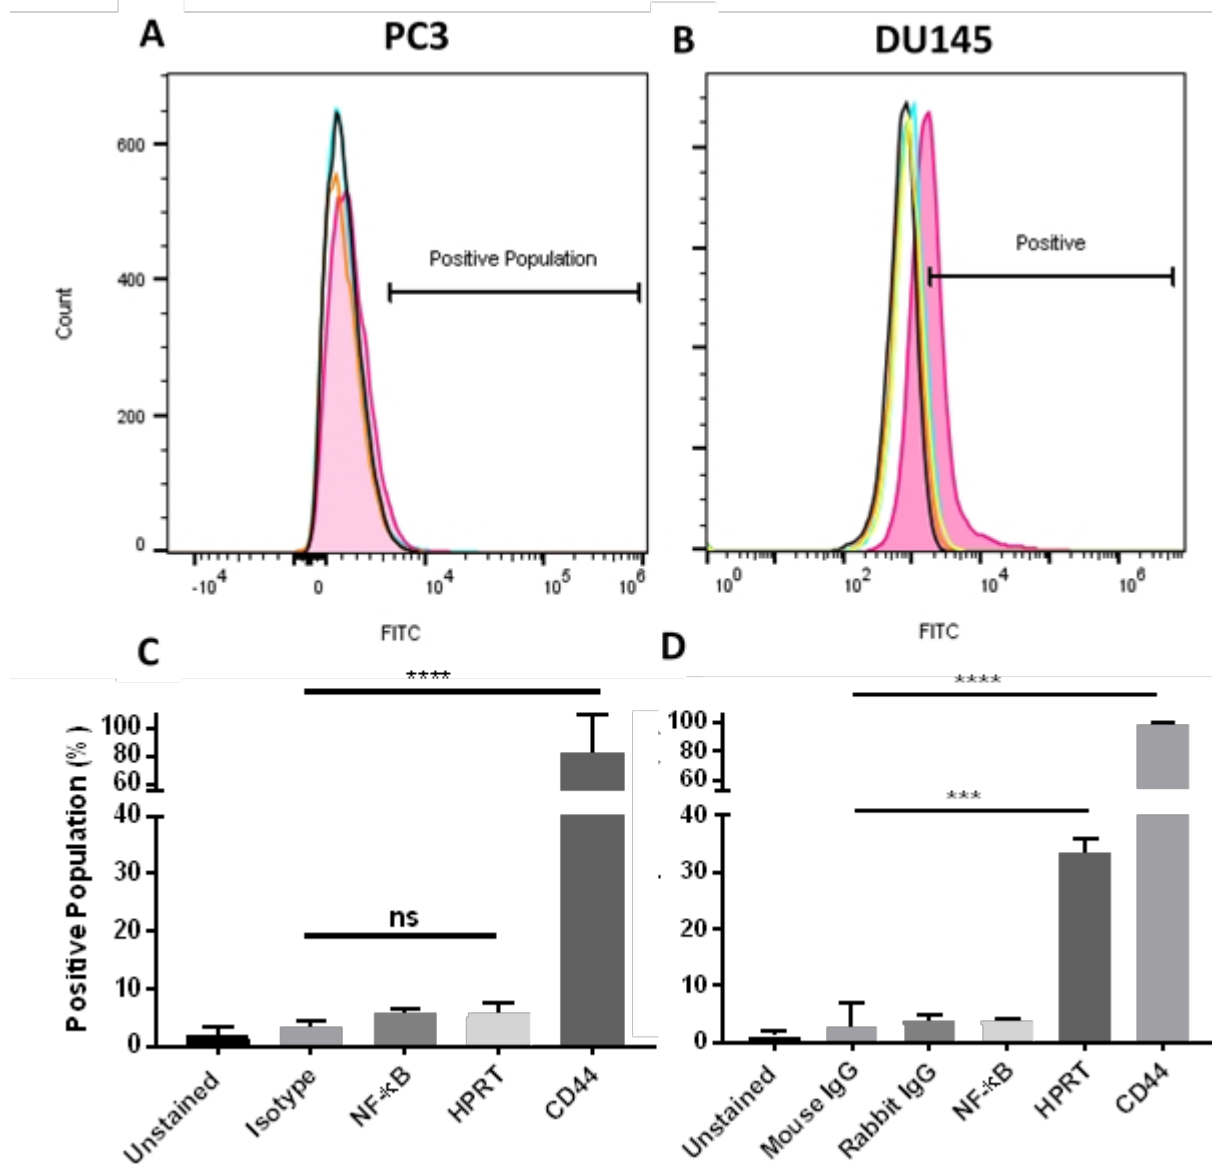 A PC3
B DU145
Count
600
400
200
0
Positive Population
-10^4 0 10^4 10^5 10^6
FITC
Positive
10^0 10^2 10^4 10^6
FITC
C
****
ns
Positive Population (%)
100
80
60
40
30
20
10
0
Unstained
Isotype
NF-κB
HPRT
CD44
D
****
***
100
80
60
40
30
20
10
0
Unstained
Mouse IgG
Rabbit IgG
NF-κB
HPRT
CD44